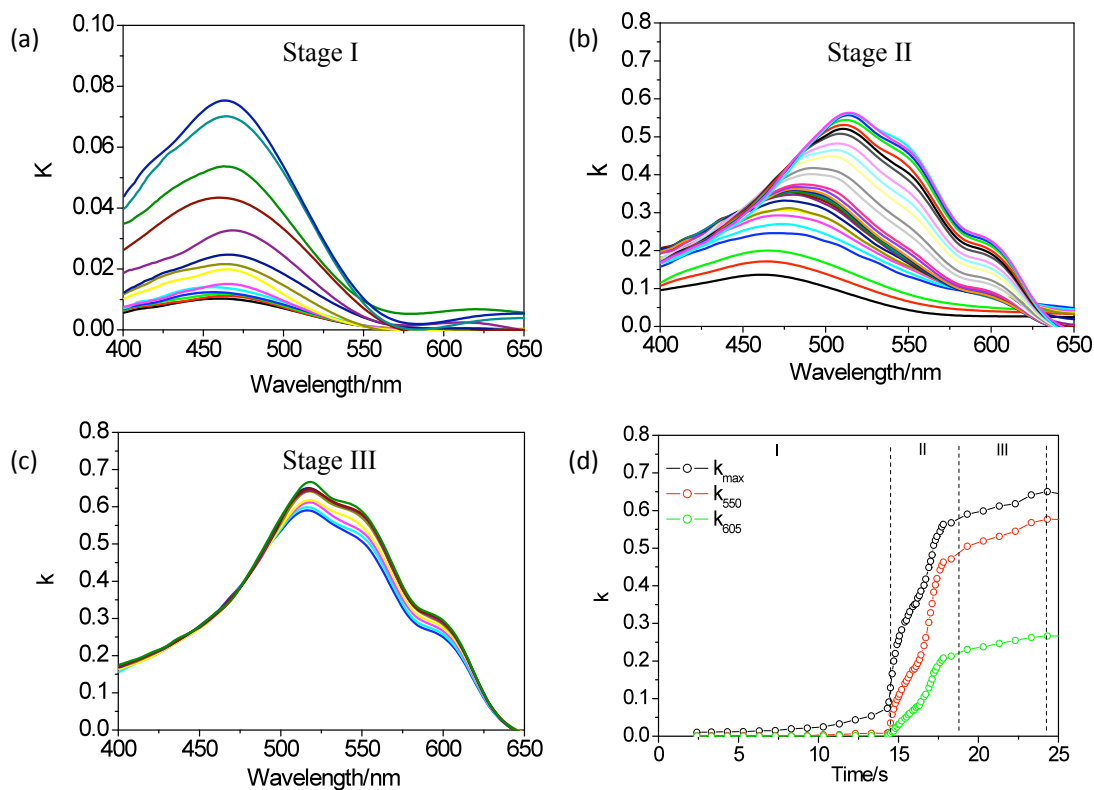 (a)
Stage I
0.10
0.08
0.06
0.04
0.02
0.00
K
400 450 500 550 600 650
Wavelength/nm
(b)
Stage II
0.8
0.7
0.6
0.5
0.4
0.3
0.2
0.1
0.0
k
400 450 500 550 600 650
Wavelength/nm
(c)
Stage III
0.8
0.7
0.6
0.5
0.4
0.3
0.2
0.1
0.0
k
400 450 500 550 600 650
Wavelength/nm
(d)
I II III
kmax
k550
k605
0.8
0.7
0.6
0.5
0.4
0.3
0.2
0.1
0.0
k
0 5 10 15 20 25
Time/s